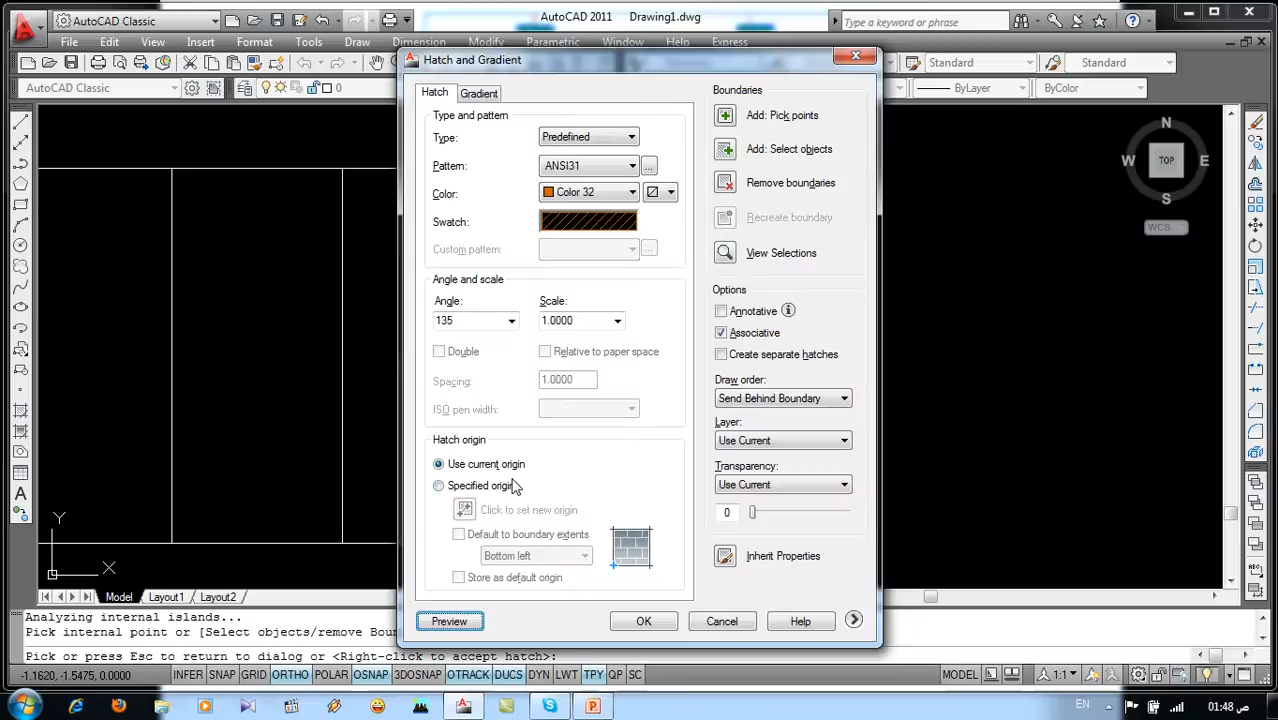 AutoCAD Classic
AutoCAD 2011 Drawing1.dwg
Type a keyword or phrase
File Edit View Insert Format Tools Draw Dimension Modify Parametric Window Help Express
Standard Standard
AutoCAD Classic
0
ByLayer
ByColor
Hatch and Gradient
Hatch
Gradient
Type and pattern
Type:
Predefined
Pattern:
ANSI31
...
Color:
Color 32
Swatch:
Custom pattern:
...
Angle and scale
Angle:
Scale:
135
1.0000
Double
Relative to paper space
Spacing:
1.0000
ISO pen width:
Hatch origin
Use current origin
Specified origin
Click to set new origin
Default to boundary extents
Bottom left
Store as default origin
Boundaries
Add: Pick points
Add: Select objects
Remove boundaries
Recreate boundary
View Selections
Options
Annotative
Associative
Create separate hatches
Draw order:
Send Behind Boundary
Layer:
Use Current
Transparency:
Use Current
0
Inherit Properties
Preview
OK
Cancel
Help
N
W
TOP
E
S
WCS
Y
X
A
Model
Layout1
Layout2
Analyzing internal islands...
Pick internal point or [Select objects/remove Bou
Pick or press Esc to return to dialog or <Right-click to accept hatch>:
-1.1620, -1.5475, 0.0000
INFER SNAP GRID ORTHO POLAR OSNAP 3DOSNAP OTRACK DUCS DYN LWT TPY QP SC
MODEL
1:1
EN
01:48 ص